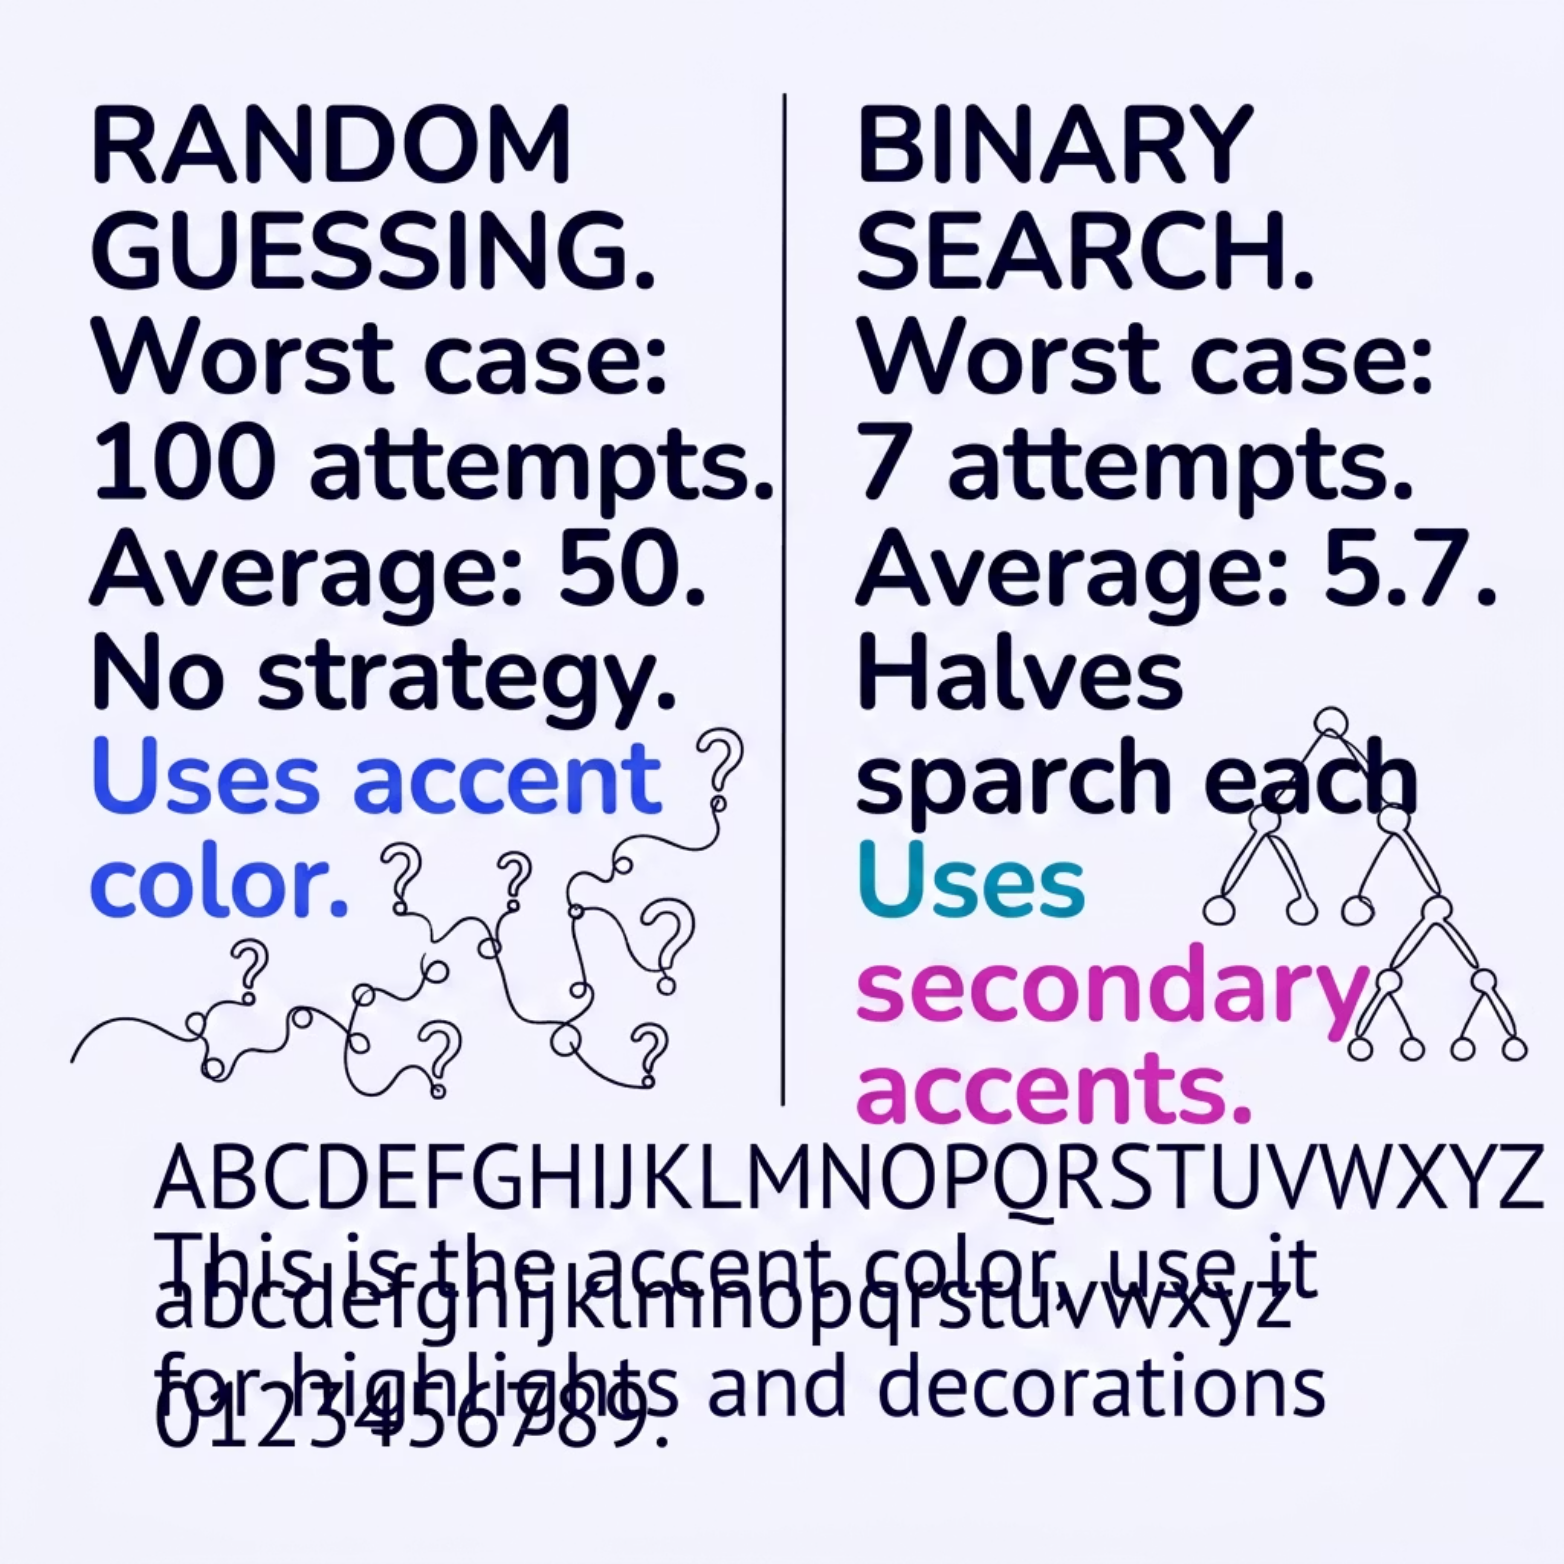 RANDOM
GUESSING.
Worst case:
100 attempts.
Average: 50.
No strategy.
Uses accent
color.
? ? ? ? ? ? ?
BINARY
SEARCH.
Worst case:
7 attempts.
Average: 5.7.
Halves
sparch each
Uses
secondary
accents.
ABCDEFGHIJKLMNOPQRSTUVWXYZ
This is the accent color, use it
abcdefghijklmnopqrstuvwxyz
for highlights and decorations
0123456789.